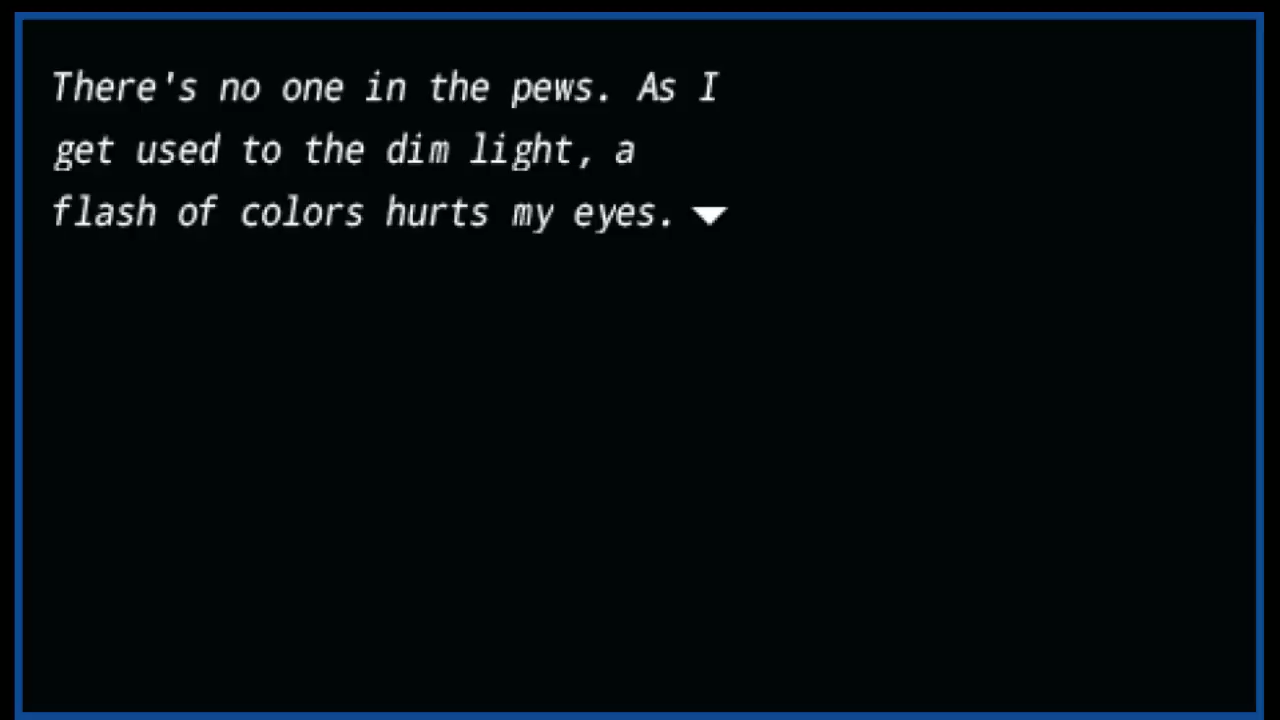 There's no one in the pews. As I
get used to the dim light, a
flash of colors hurts my eyes.